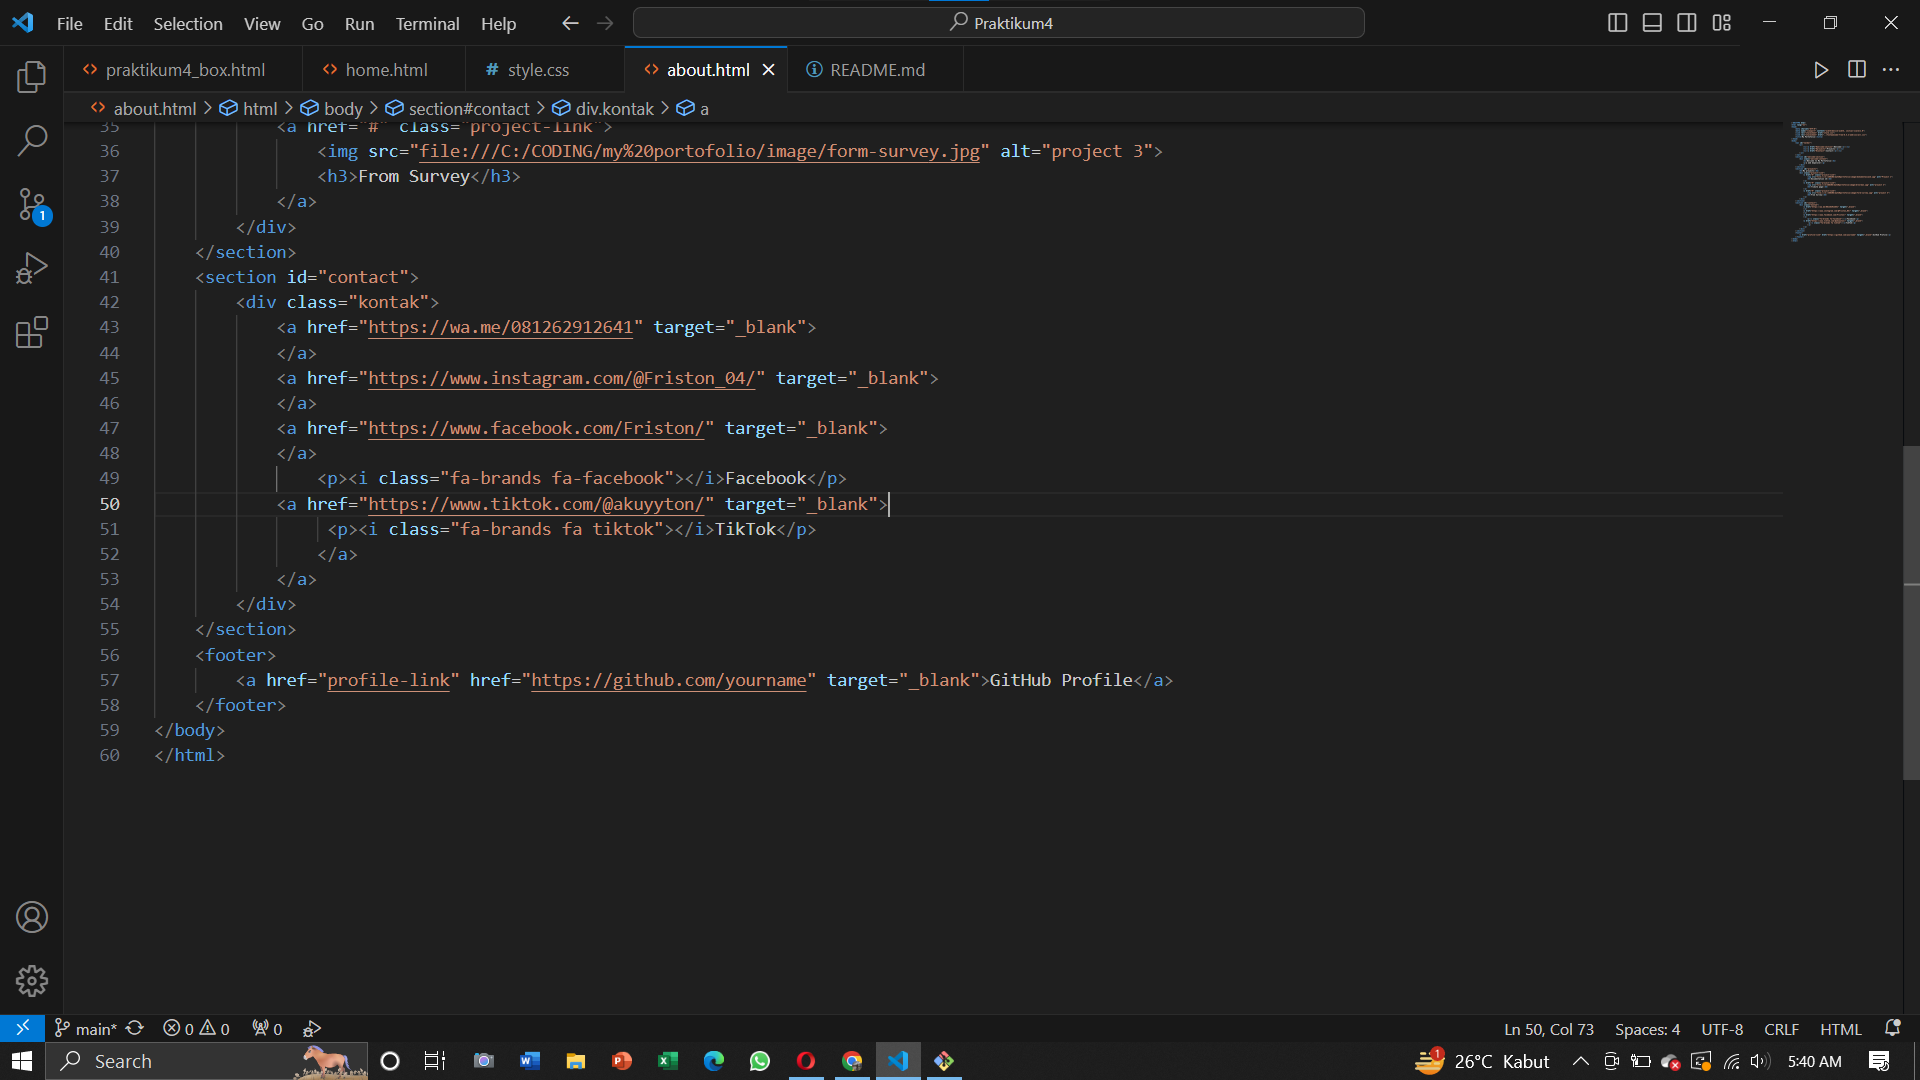 File Edit Selection View Go Run Terminal Help Praktikum4
praktikum4_box.html home.html # style.css about.html README.md
about.html > html > body > section#contact > div.kontak > a
35 <a href="#" class="project-link">
36 <img src="file:///C:/CODING/my%20portofolio/image/form-survey.jpg" alt="project 3">
37 <h3>From Survey</h3>
38 </a>
39 </div>
40 </section>
41 <section id="contact">
42 <div class="kontak">
43 <a href="https://wa.me/081262912641" target="_blank">
44 </a>
45 <a href="https://www.instagram.com/@Friston_04/" target="_blank">
46 </a>
47 <a href="https://www.facebook.com/Friston/" target="_blank">
48 </a>
49 <p><i class="fa-brands fa-facebook"></i>Facebook</p>
50 <a href="https://www.tiktok.com/@akuyyton/" target="_blank">
51 <p><i class="fa-brands fa tiktok"></i>TikTok</p>
52 </a>
53 </a>
54 </div>
55 </section>
56 <footer>
57 <a href="profile-link" href="https://github.com/yourname" target="_blank">GitHub Profile</a>
58 </footer>
59 </body>
60 </html>
1
main* 0 0 0 Ln 50, Col 73 Spaces: 4 UTF-8 CRLF HTML
Search 1 26°C Kabut 5:40 AM